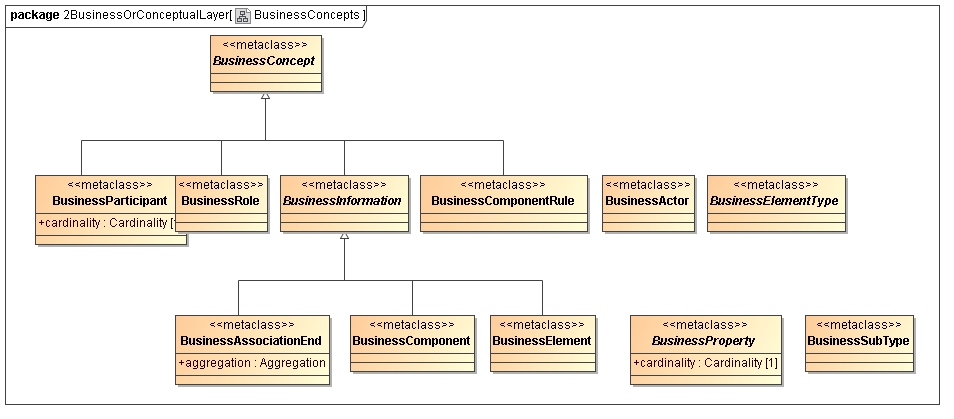 package 2BusinessOrConceptualLayer[ BusinessConcepts ]
<<metaclass>>
BusinessConcept
<<metaclass>>
BusinessParticipant
+cardinality : Cardinality [
<<metaclass>>
BusinessRole
<<metaclass>>
BusinessInformation
<<metaclass>>
BusinessComponentRule
<<metaclass>>
BusinessActor
<<metaclass>>
BusinessElementType
<<metaclass>>
BusinessAssociationEnd
+aggregation : Aggregation
<<metaclass>>
BusinessComponent
<<metaclass>>
BusinessElement
<<metaclass>>
BusinessProperty
+cardinality : Cardinality [1]
<<metaclass>>
BusinessSubType